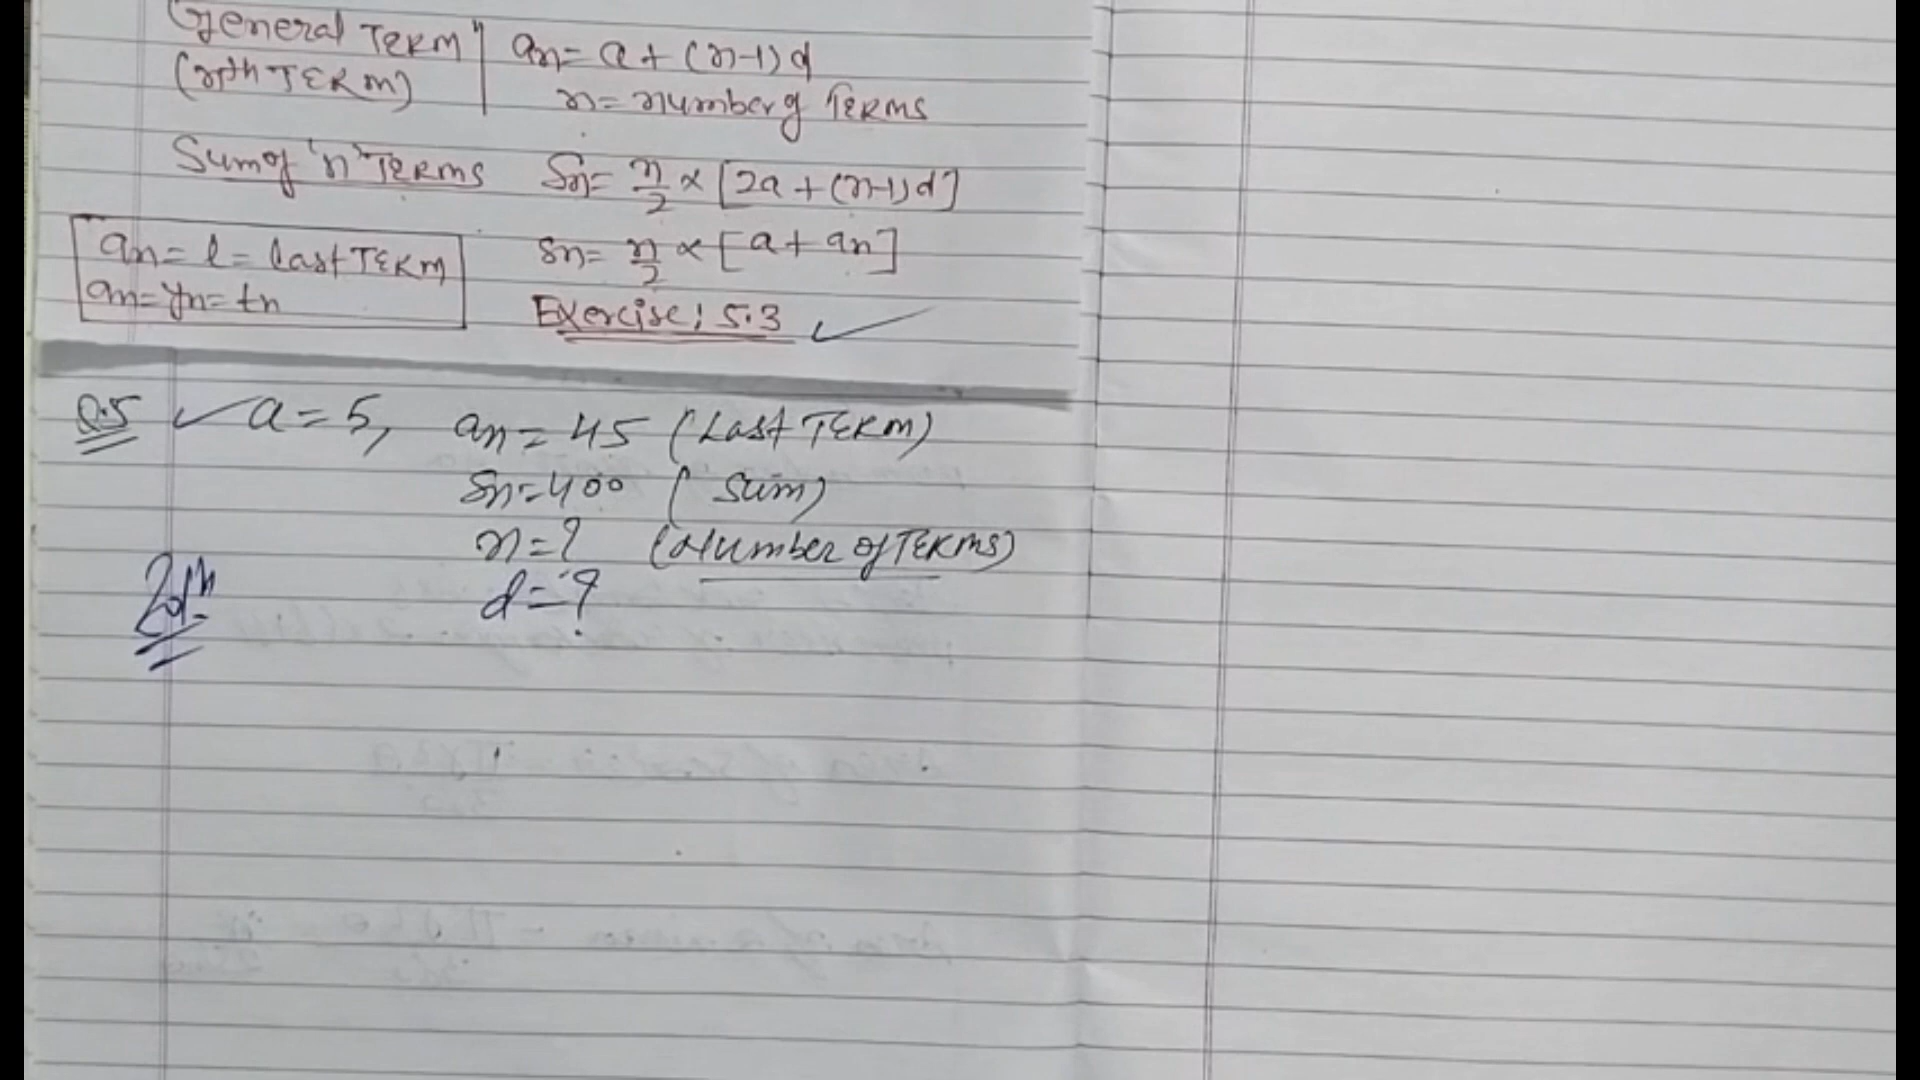 General TERM
(nth TERM)
an = a + (n-1)d
n = number of TERMS
Sum of 'n' TERMS Sn = n/2 × [2a + (n-1)d]
an = l = last TERM
Sn = n/2 × [a + an]
an = yn = tn
Exercise; 5.3 ✓
Q.5 ✓ a = 5, an = 45 (Last TERM)
Sn = 400 (Sum)
n = ? (Number of TERMS)
Soln
d = ?